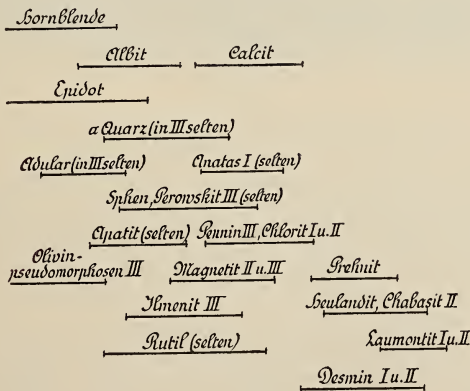 Hornblende
Albit Calcit
Epidot
a Quarz (in III selten)
Adular (in III selten) Anatas I (selten)
Sphen, Perowskit III (selten)
Apatit (selten) Pennin III, Chlorit I u. II
Olivin-
pseudomorphosen III Magnetit II u. III Prehnit
Ilmenit III Heulandit, Chabasit II
Rutil (selten) Laumontit I u. II
Desmin I u. II